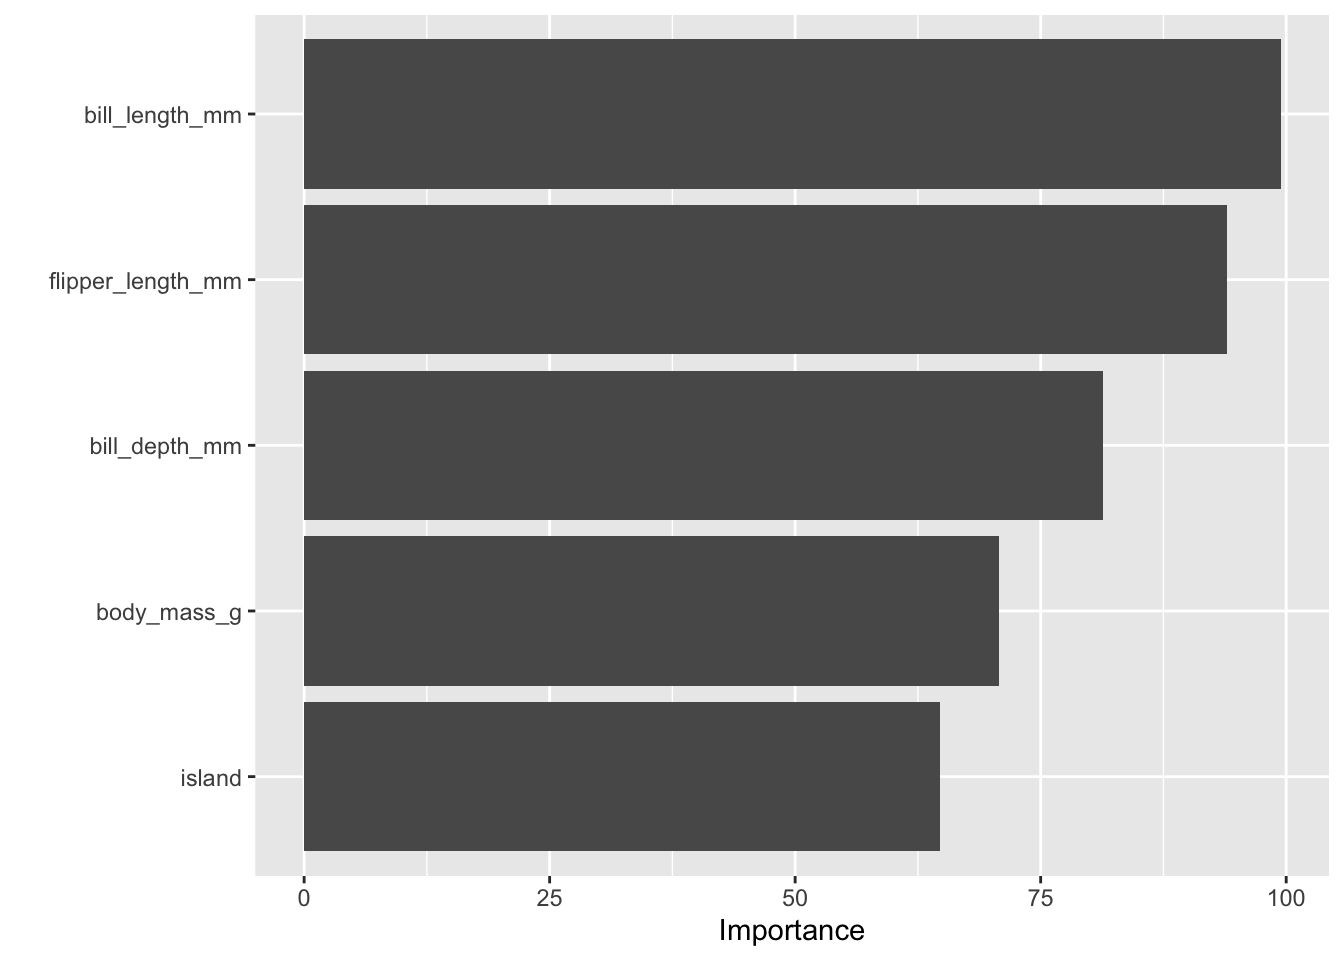 bill_length_mm
flipper_length_mm
bill_depth_mm
body_mass_g
island
0 25 50 75 100
Importance